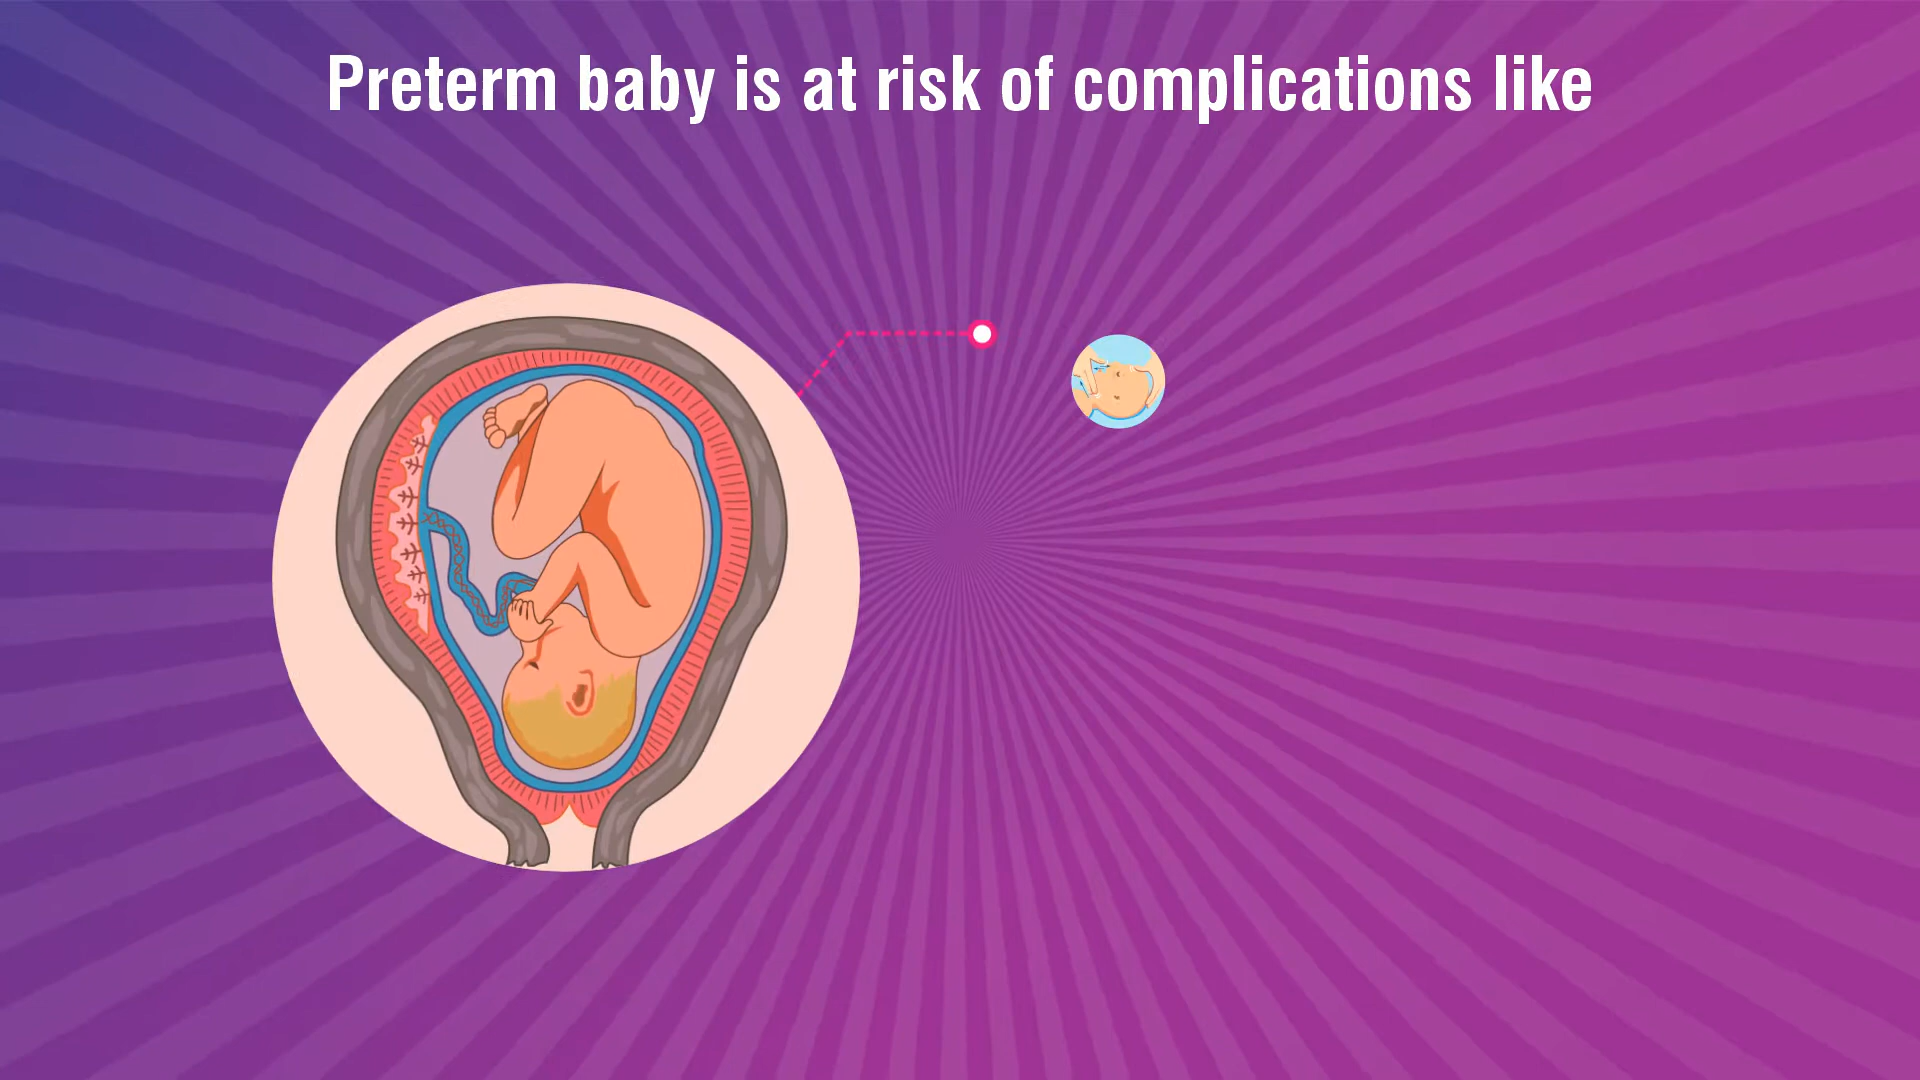 Preterm baby is at risk of complications like